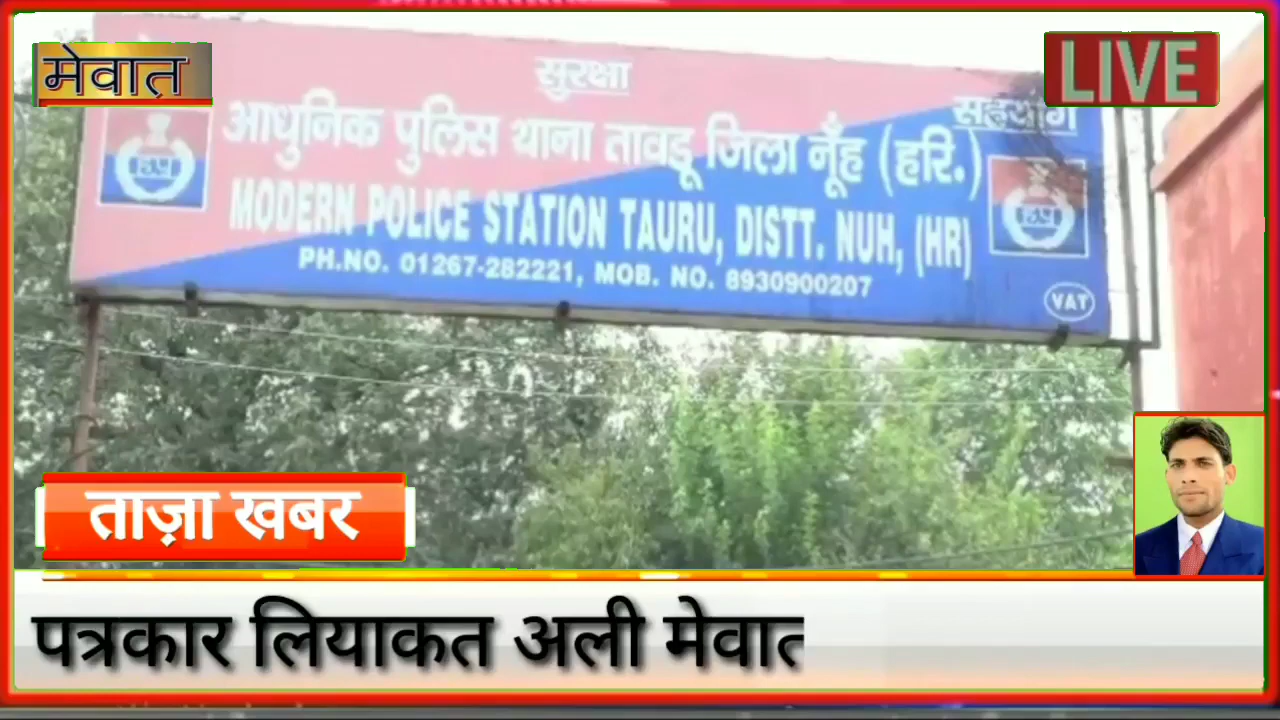 मेवात
LIVE
सुरक्षा
सहयोग
आधुनिक पुलिस थाना तावडू जिला नूँह (हरि.)
MODERN POLICE STATION TAURU, DISTT. NUH, (HR)
PH.NO. 01267-282221, MOB. NO. 8930900207
VAT
ताज़ा खबर
पत्रकार लियाकत अली मेवात